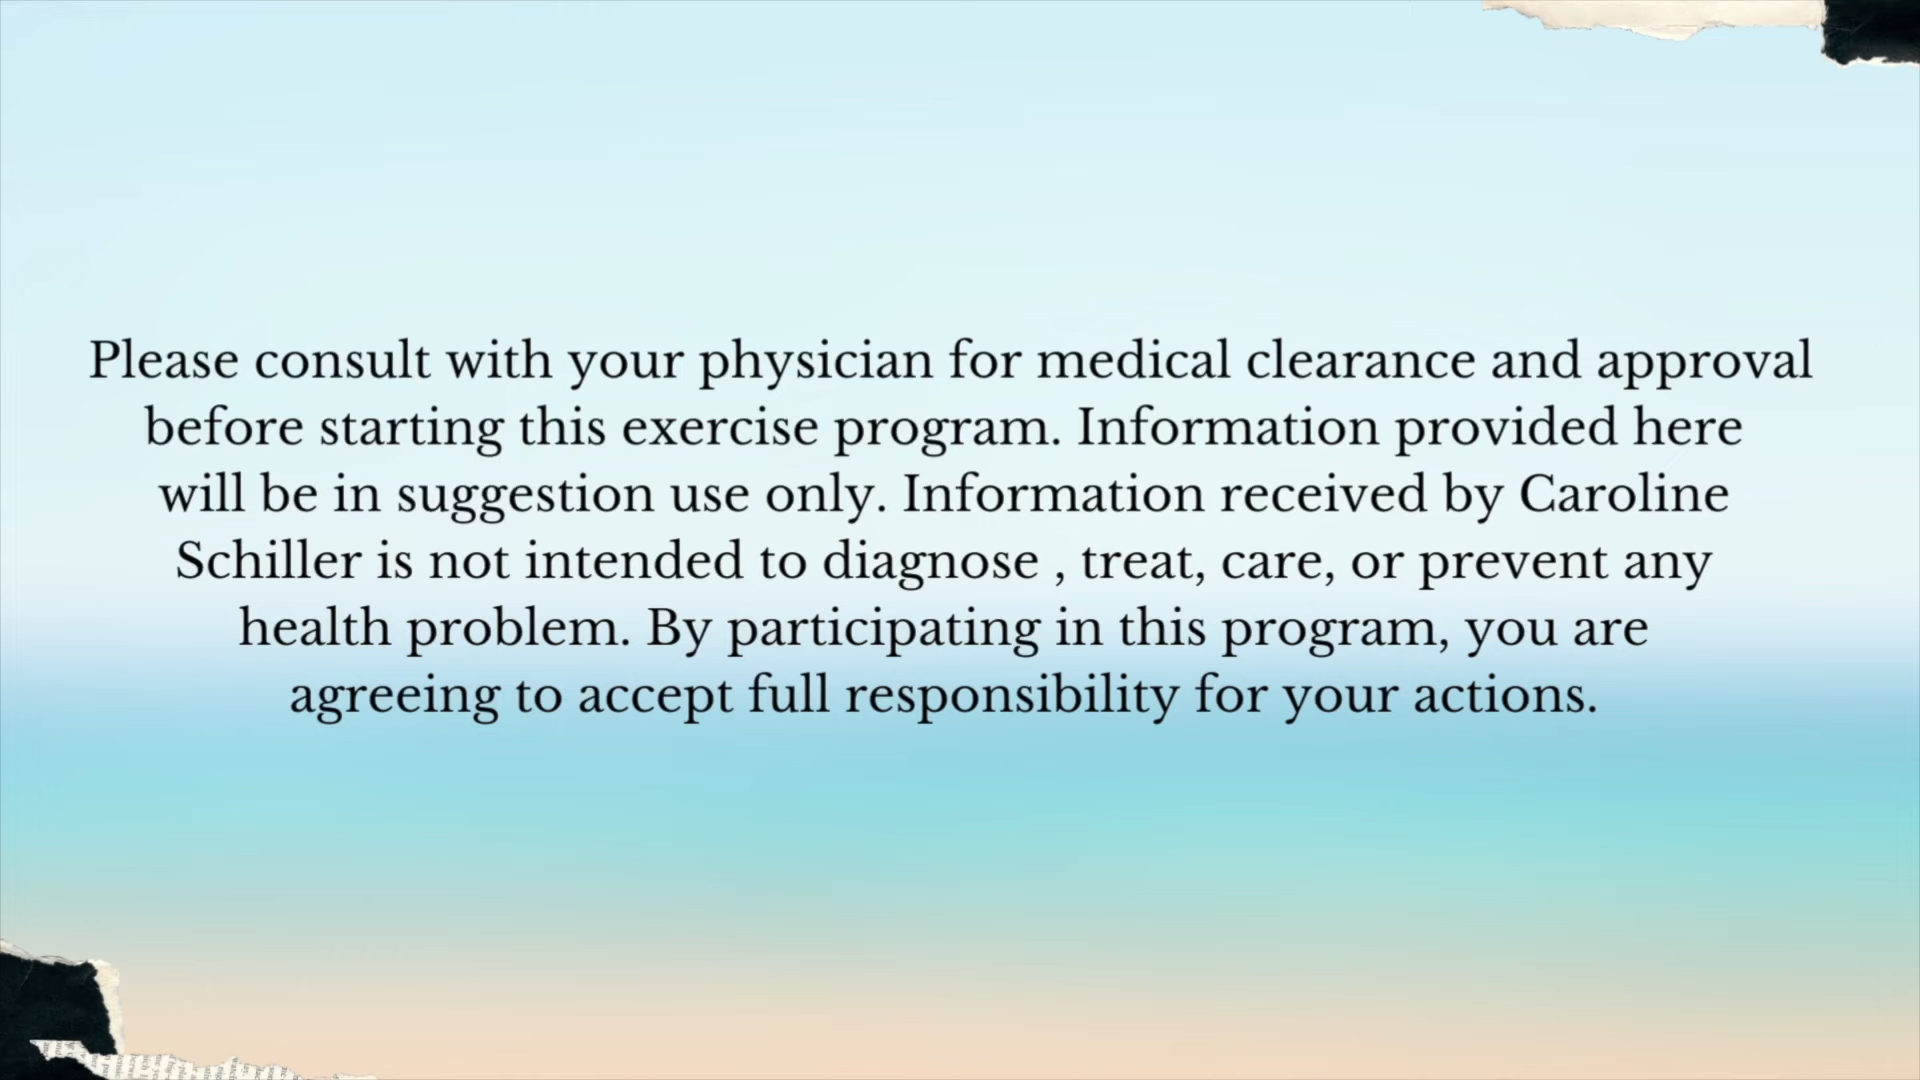 Please consult with your physician for medical clearance and approval
before starting this exercise program. Information provided here
will be in suggestion use only. Information received by Caroline
Schiller is not intended to diagnose , treat, care, or prevent any
health problem. By participating in this program, you are
agreeing to accept full responsibility for your actions.